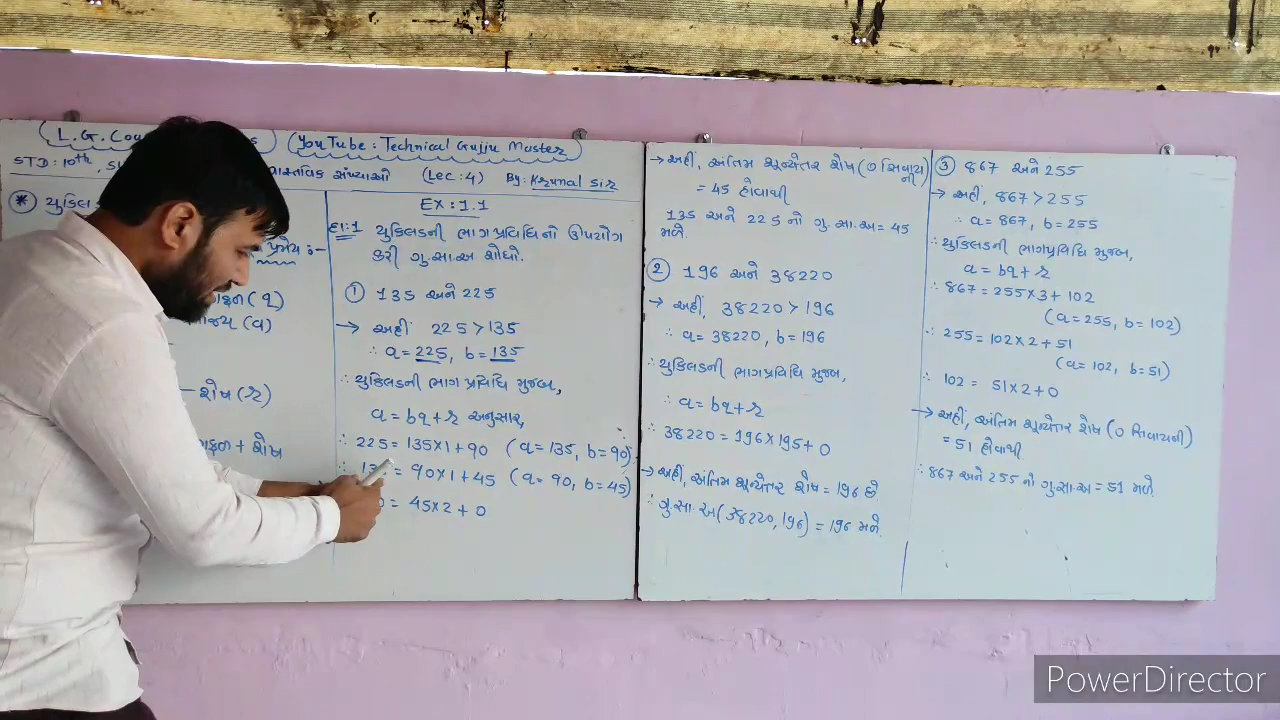 L.G.
YouTube: Technical Gujju Master
STD: 10th,
વાસ્તવિક સંખ્યાઓ (Lec: 4) By: Krunal Sir
* યુક્લિડ
પ્રમેય :-
(q)
(a)
શેષ (r)
+ શેષ
EX: 1.1
દા:1 યુક્લિડની ભાગપ્રવિધિનો ઉપયોગ
કરી ગુ.સા.અ શોધો.
① 135 અને 225
→ અહીં 225 > 135
∴ a = 225, b = 135
∴ યુક્લિડની ભાગપ્રવિધિ મુજબ,
a = bq + r અનુસાર,
∴ 225 = 135×1 + 90 (a = 135, b = 90)
∴ = 90×1 + 45 (a = 90, b = 45)
= 45×2 + 0
→ અહીં, અંતિમ શૂન્યેતર શેષ (0 સિવાયની)
= 45 હોવાથી
135 અને 225 નો ગુ.સા.અ = 45
મળે.
② 196 અને 38220
→ અહીં, 38220 > 196
∴ a = 38220, b = 196
∴ યુક્લિડની ભાગપ્રવિધિ મુજબ,
∴ a = bq + r
∴ 38220 = 196×195 + 0
→ અહીં, અંતિમ શૂન્યેતર શેષ = 196 છે
∴ ગુ.સા.અ (38220, 196) = 196 મળે.
③ 867 અને 255
→ અહીં, 867 > 255
∴ a = 867, b = 255
∴ યુક્લિડની ભાગપ્રવિધિ મુજબ,
a = bq + r
∴ 867 = 255×3 + 102
(a = 255, b = 102)
∴ 255 = 102×2 + 51
(a = 102, b = 51)
∴ 102 = 51×2 + 0
→ અહીં, અંતિમ શૂન્યેતર શેષ (0 સિવાયની)
= 51 હોવાથી
∴ 867 અને 255 નો ગુ.સા.અ = 51 મળે.
PowerDirector